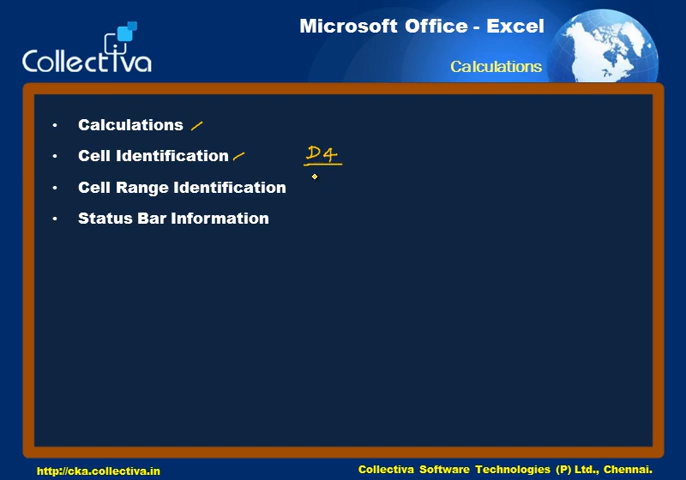 Collectiva
Microsoft Office - Excel
Calculations
• Calculations
• Cell Identification D4
• Cell Range Identification
• Status Bar Information
http://cka.collectiva.in
Collectiva Software Technologies (P) Ltd., Chennai.